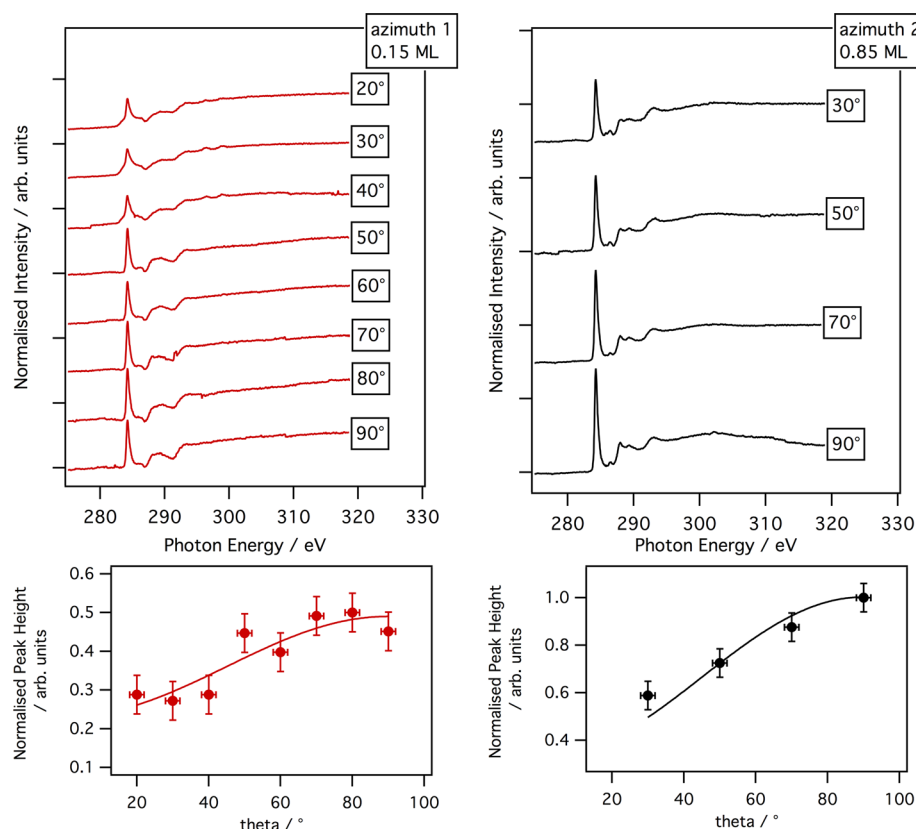 azimuth 1
0.15 ML
20°
30°
40°
50°
60°
70°
80°
90°
Normalised Intensity / arb. units
280 290 300 310 320 330
Photon Energy / eV
azimuth 2
0.85 ML
30°
50°
70°
90°
Normalised Intensity / arb. units
280 290 300 310 320 330
Photon Energy / eV
0.6
0.5
0.4
0.3
0.2
0.1
Normalised Peak Height
/ arb. units
20 40 60 80 100
theta / °
1.0
0.8
0.6
0.4
Normalised Peak Height
/ arb. units
20 40 60 80 100
theta / °